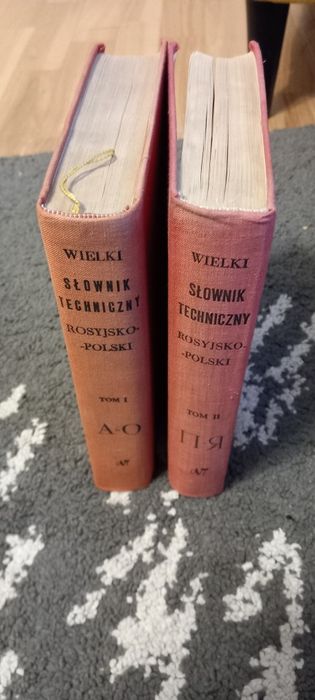 WIELKI
SŁOWNIK
TECHNICZNY
ROSYJSKO-
-POLSKI
TOM I
А-О
WIELKI
SŁOWNIK
TECHNICZNY
ROSYJSKO-
-POLSKI
TOM II
П-Я